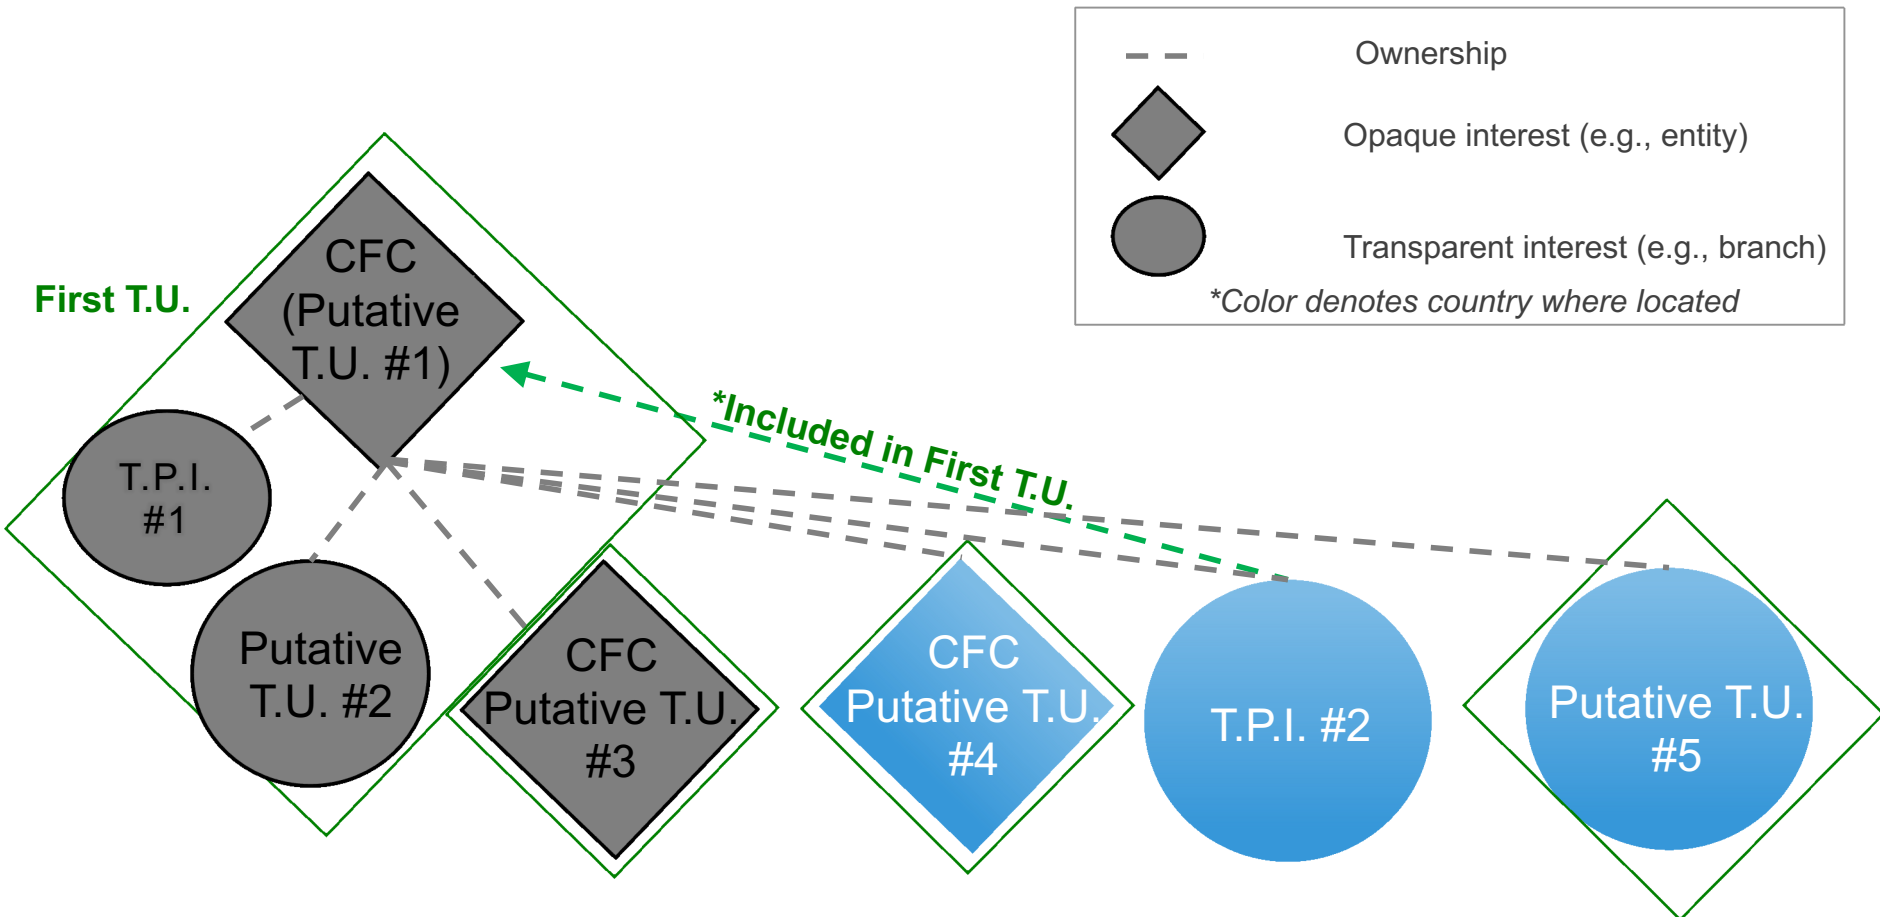 Ownership
Opaque interest (e.g., entity)
Transparent interest (e.g., branch)
*Color denotes country where located
First T.U.
CFC
(Putative
T.U. #1)
*Included in First T.U.
T.P.I.
#1
Putative
T.U. #2
CFC
Putative T.U.
#3
CFC
Putative T.U.
#4
T.P.I. #2
Putative T.U.
#5